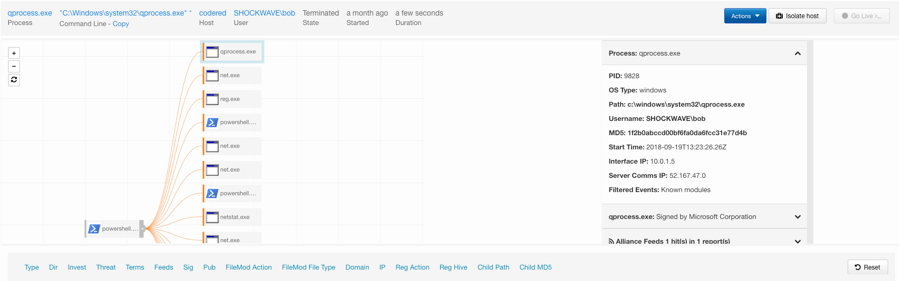 qprocess.exe "C:\Windows\system32\qprocess.exe" * codered SHOCKWAVE\bob Terminated a month ago a few seconds
Process Command Line - Copy Host User State Started Duration
Actions Isolate host Go Live
qprocess.exe
net.exe
reg.exe
powershell....
net.exe
net.exe
powershell....
netstat.exe
powershell....
net.exe
Process: qprocess.exe
PID: 9828
OS Type: windows
Path: c:\windows\system32\qprocess.exe
Username: SHOCKWAVE\bob
MD5: 1f2b0abccd00bf6fa0da6fcc31e77d4b
Start Time: 2018-09-19T13:23:26.26Z
Interface IP: 10.0.1.5
Server Comms IP: 52.167.47.0
Filtered Events: Known modules
qprocess.exe: Signed by Microsoft Corporation
Alliance Feeds 1 hit(s) in 1 report(s)
Type Dir Invest Threat Terms Feeds Sig Pub FileMod Action FileMod File Type Domain IP Reg Action Reg Hive Child Path Child MD5
Reset